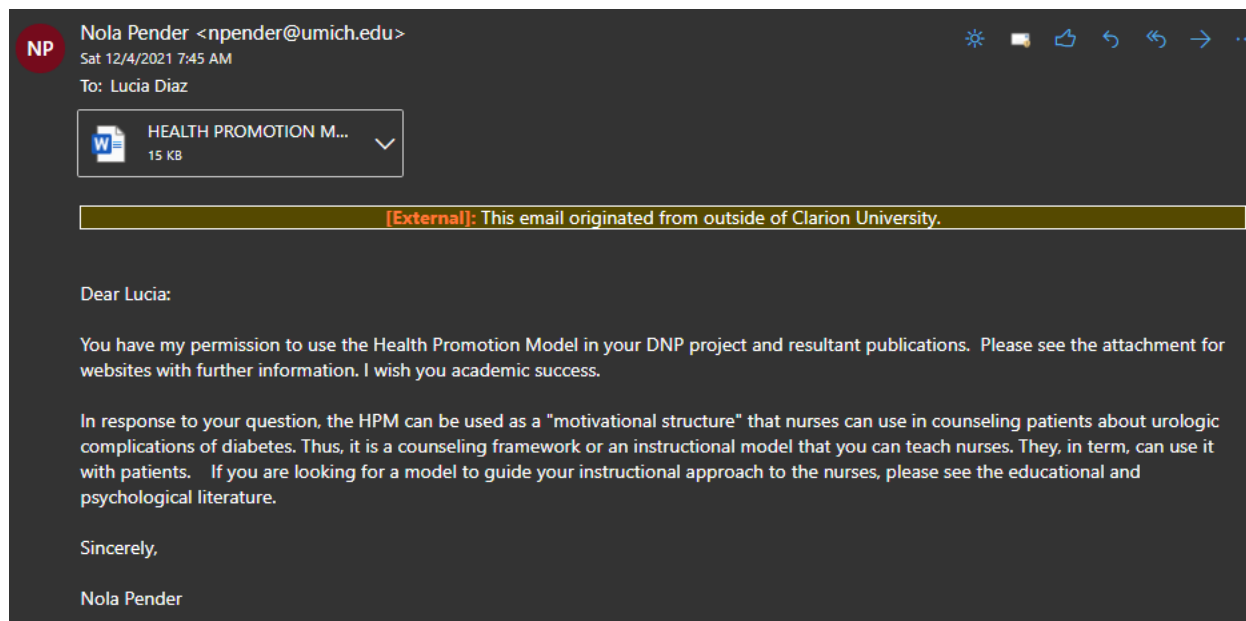 NP
Nola Pender <npender@umich.edu>
Sat 12/4/2021 7:45 AM
To: Lucia Diaz
HEALTH PROMOTION M...
15 KB
[External]: This email originated from outside of Clarion University.
Dear Lucia:
You have my permission to use the Health Promotion Model in your DNP project and resultant publications.  Please see the attachment for
websites with further information. I wish you academic success.
In response to your question, the HPM can be used as a "motivational structure" that nurses can use in counseling patients about urologic
complications of diabetes. Thus, it is a counseling framework or an instructional model that you can teach nurses. They, in term, can use it
with patients.    If you are looking for a model to guide your instructional approach to the nurses, please see the educational and
psychological literature.
Sincerely,
Nola Pender